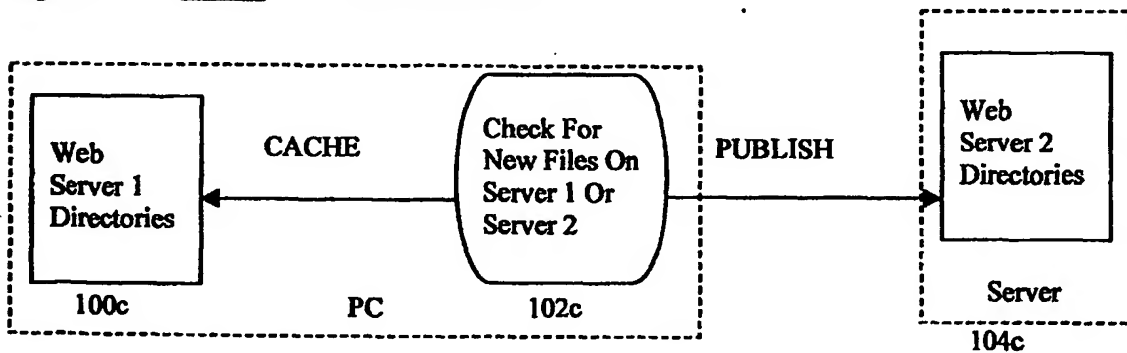 Web
Server 1
Directories
100c
CACHE
PC
Check For
New Files On
Server 1 Or
Server 2
102c
PUBLISH
Web
Server 2
Directories
Server
104c